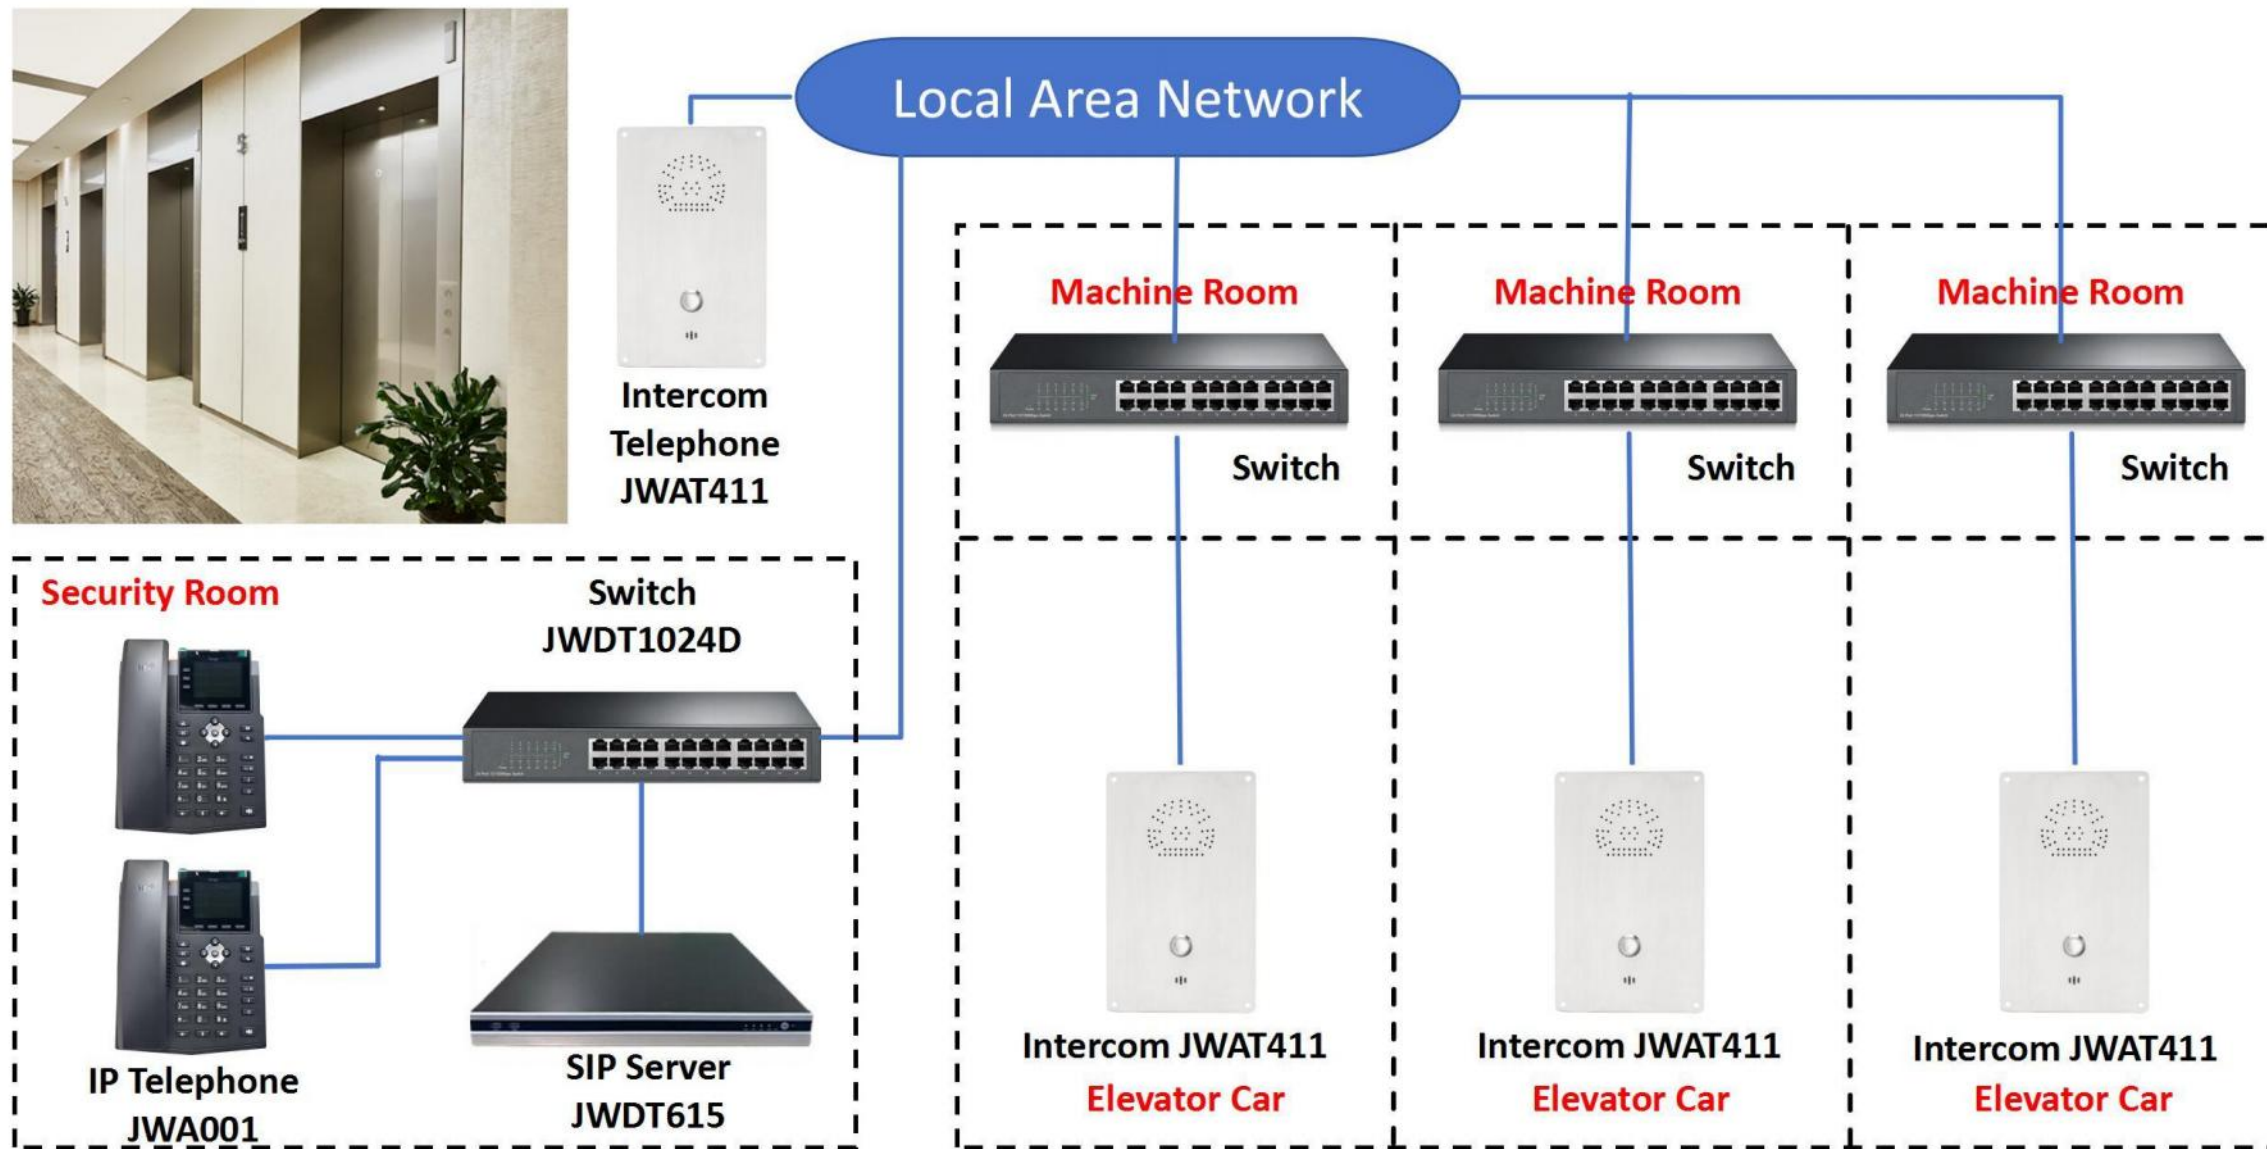 Local Area Network
Intercom
Telephone
JWAT411
Machine Room
Switch
Machine Room
Switch
Machine Room
Switch
Security Room
Switch
JWDT1024D
IP Telephone
JWA001
SIP Server
JWDT615
Intercom JWAT411
Elevator Car
Intercom JWAT411
Elevator Car
Intercom JWAT411
Elevator Car